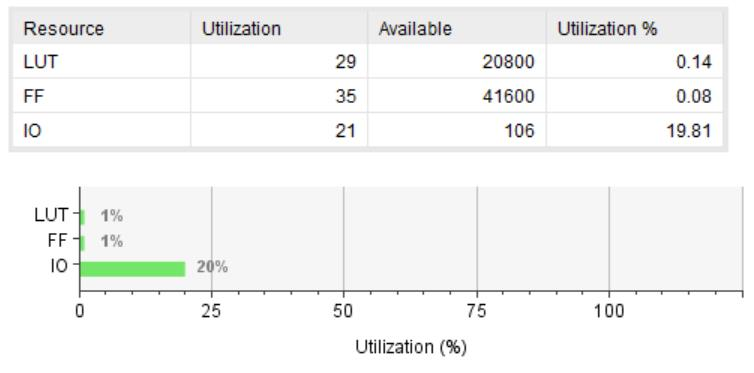 Resource Utilization Available Utilization %
LUT 29 20800 0.14
FF 35 41600 0.08
IO 21 106 19.81
LUT 1%
FF 1%
IO 20%
0 25 50 75 100
Utilization (%)